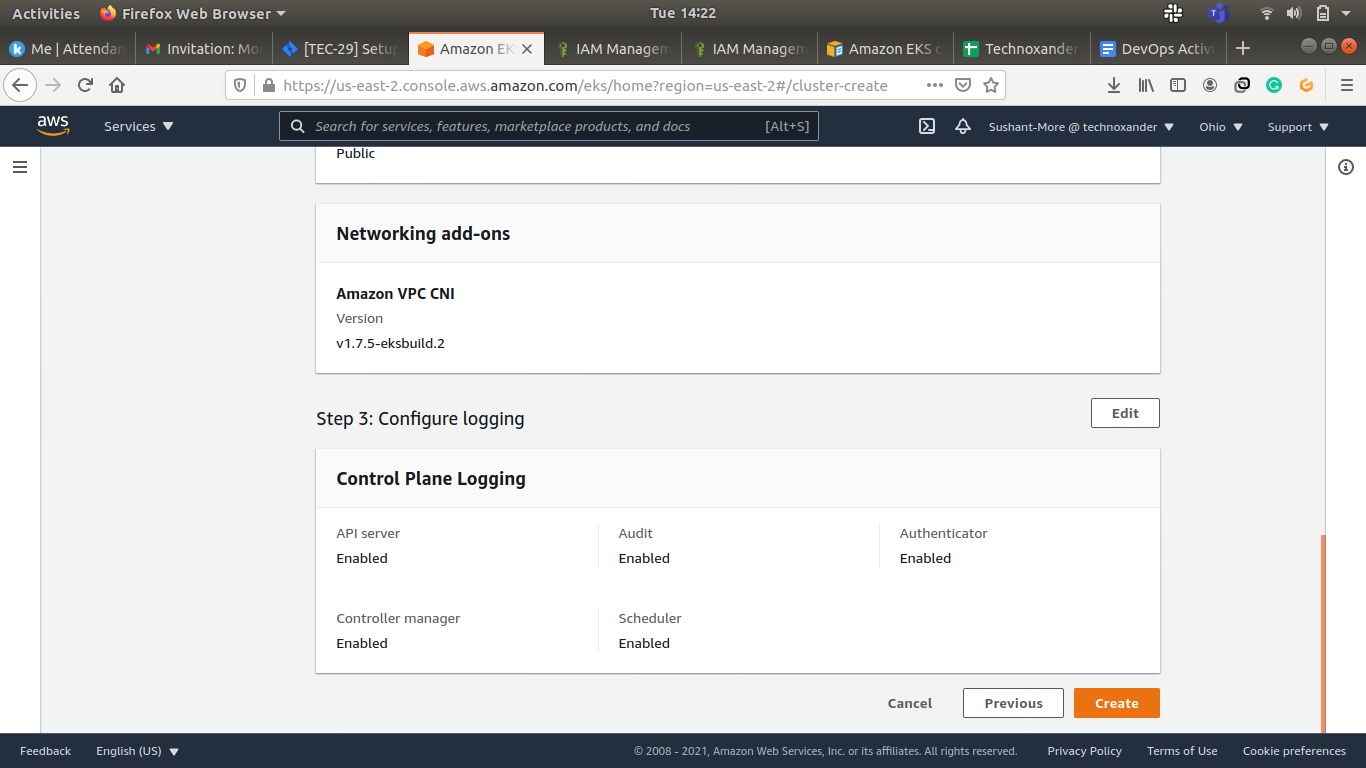 Activities Firefox Web Browser Tue 14:22
Me | Attendan Invitation: Mo [TEC-29] Setup Amazon EK IAM Managem IAM Managem Amazon EKS c Technoxander DevOps Activi
https://us-east-2.console.aws.amazon.com/eks/home?region=us-east-2#/cluster-create
aws Services Search for services, features, marketplace products, and docs [Alt+S] Sushant-More @ technoxander Ohio Support
Public
Networking add-ons
Amazon VPC CNI
Version
v1.7.5-eksbuild.2
Step 3: Configure logging Edit
Control Plane Logging
API server Audit Authenticator
Enabled Enabled Enabled
Controller manager Scheduler
Enabled Enabled
Cancel Previous Create
Feedback English (US) © 2008 - 2021, Amazon Web Services, Inc. or its affiliates. All rights reserved. Privacy Policy Terms of Use Cookie preferences